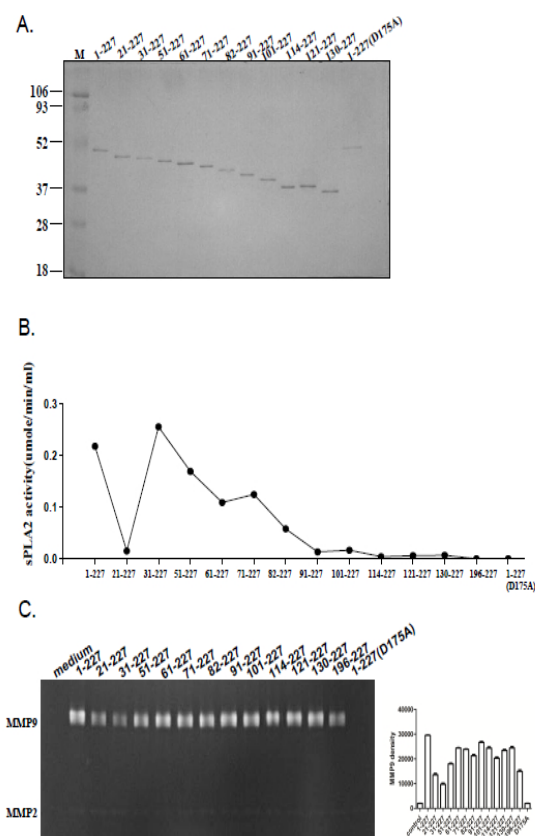 A.
M 1-227 21-227 31-227 51-227 61-227 71-227 82-227 91-227 101-227 114-227 121-227 130-227 1-227(D175A)
106
93
52
37
28
18
B.
sPLA2 activity(umole/min/ml)
0.3
0.2
0.1
0.0
1-227 21-227 31-227 51-227 61-227 71-227 82-227 91-227 101-227 114-227 121-227 130-227 196-227 1-227
(D175A)
C.
medium 1-227 21-227 31-227 51-227 61-227 71-227 82-227 91-227 101-227 114-227 121-227 130-227 196-227 1-227(D175A)
MMP9
MMP2
MMP9 density
40000
30000
20000
10000
0
control 1-227
D175A